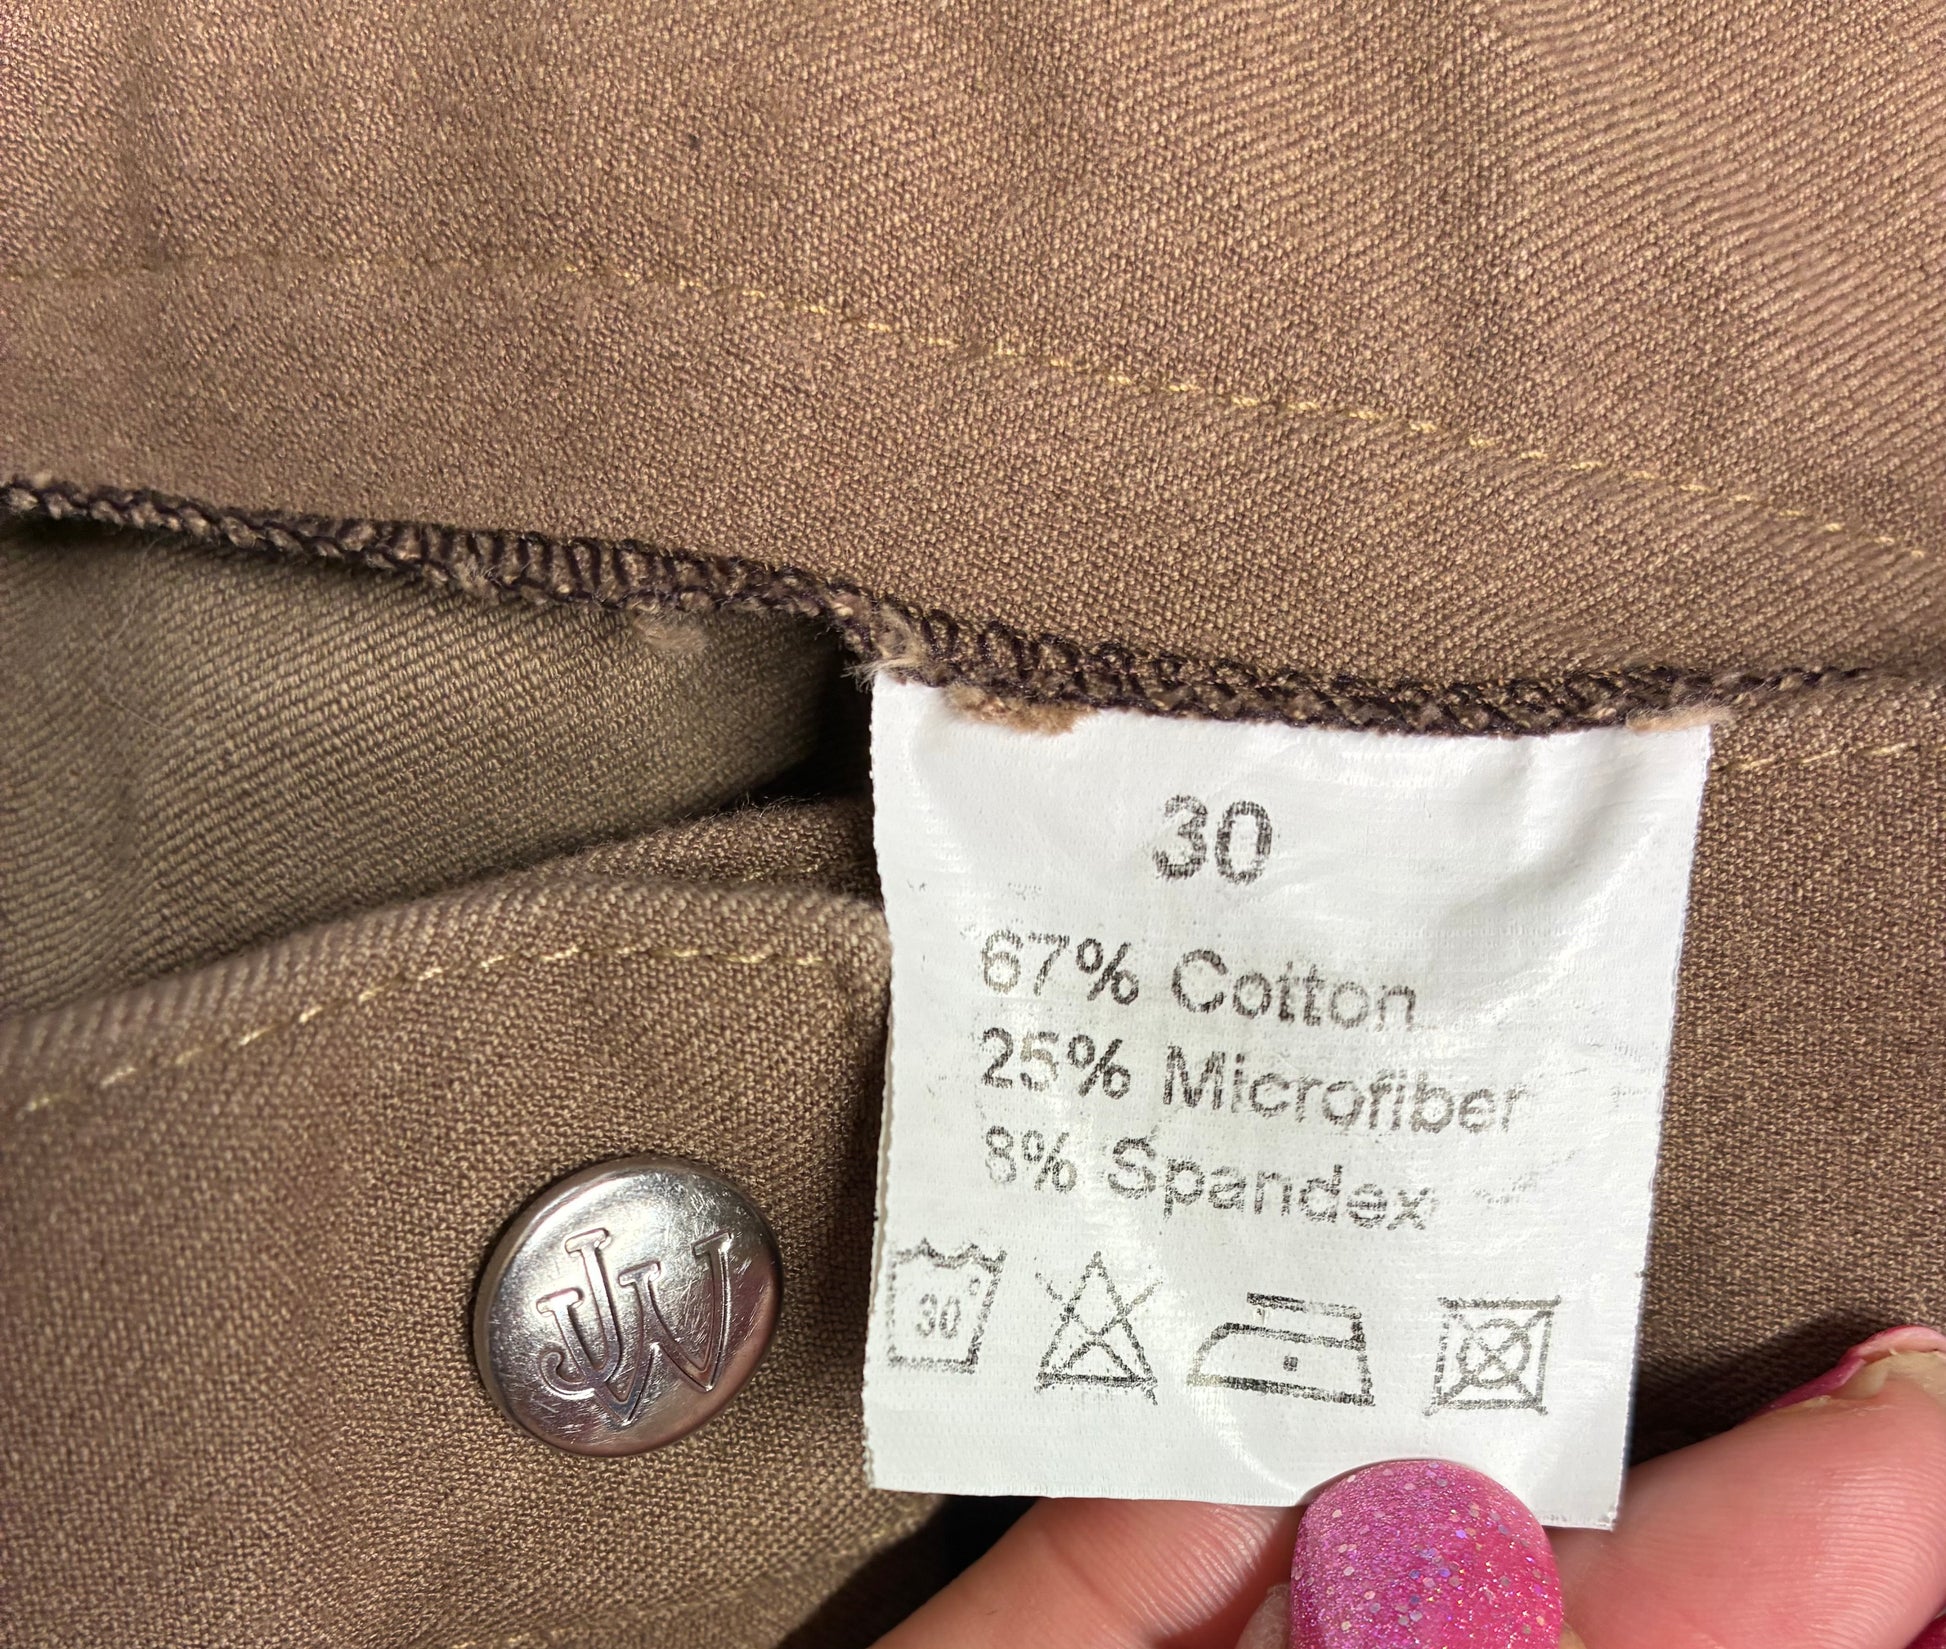 30
67% Cotton
25% Microfiber
8% Spandex
30°
JW